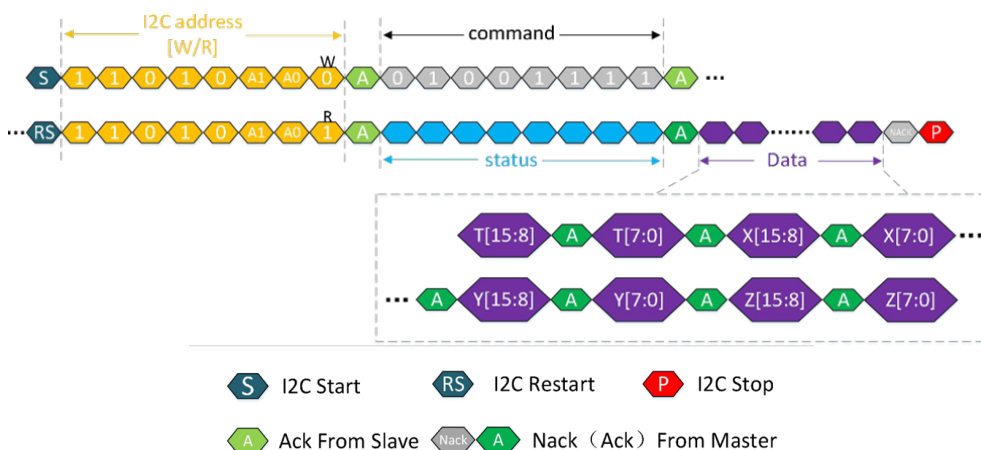 I2C address
[W/R]
command
W
S 1 1 0 1 0 A1 A0 0 A 0 1 0 0 1 1 1 1 A ...
R
... RS 1 1 0 1 0 A1 A0 1 A A ...... NACK P
status
Data
T[15:8] A T[7:0] A X[15:8] A X[7:0] ...
... A Y[15:8] A Y[7:0] A Z[15:8] A Z[7:0]
S I2C Start RS I2C Restart P I2C Stop
A Ack From Slave Nack A Nack（Ack）From Master